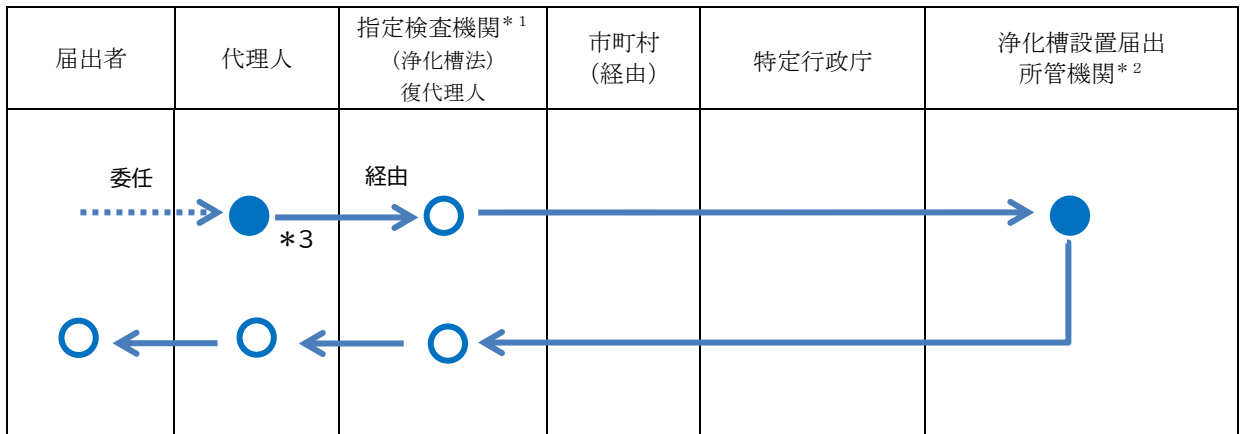 届出者
代理人
指定検査機関*1
(浄化槽法)
復代理人
市町村
(経由)
特定行政庁
浄化槽設置届出
所管機関*2
委任
経由
*3